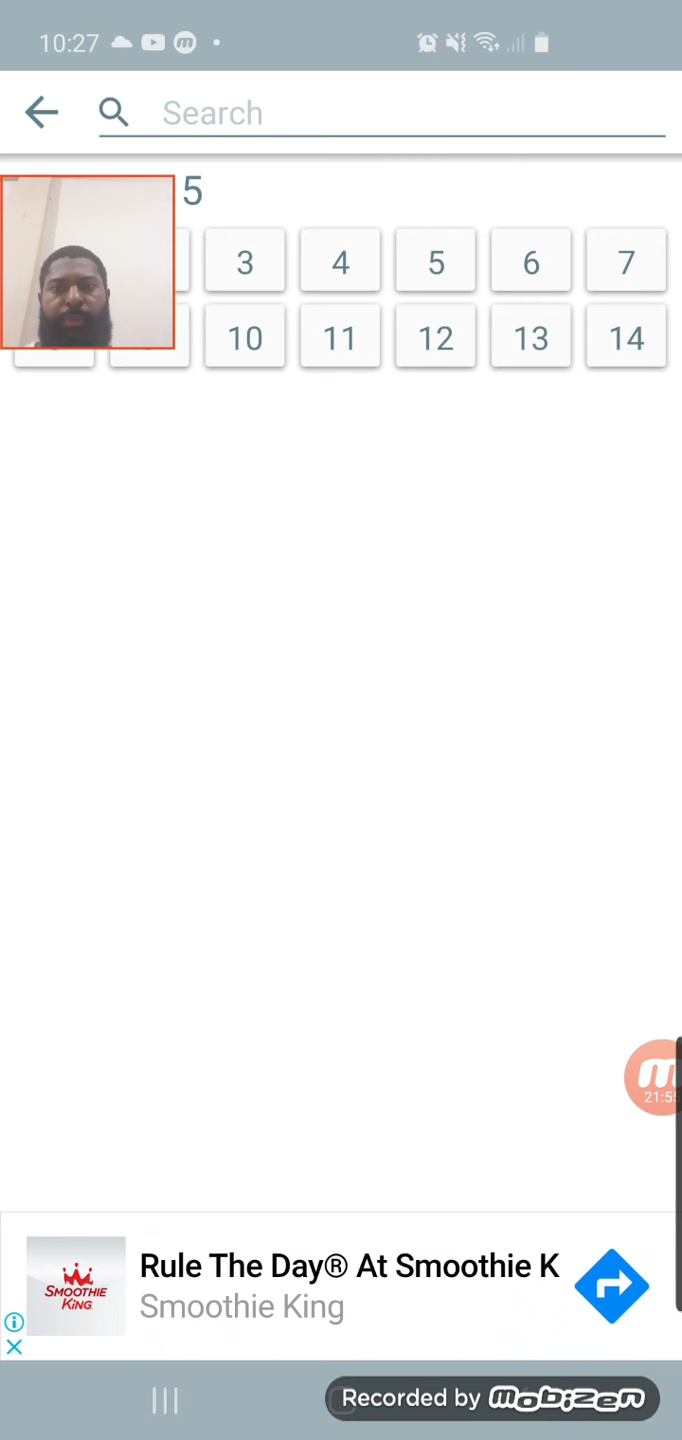 10:27
Search
5
3 4 5 6 7
10 11 12 13 14
21:55
Rule The Day® At Smoothie K
Smoothie King
SMOOTHIE
KING
Recorded by mobizen